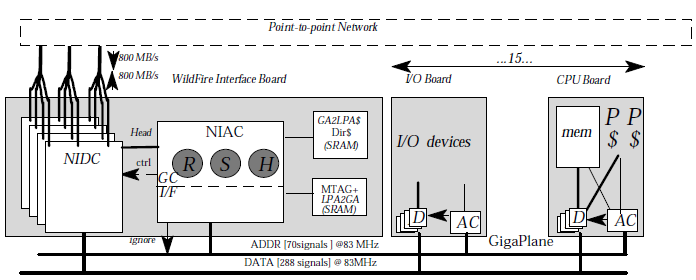 Point-to-point Network
800 MB/s
800 MB/s
WildFire Interface Board
I/O Board
...15...
CPU Board
NIDC
Head
ctrl
NIAC
R S H
GC
I/F
GA2LPA$
Dir$
(SRAM)
MTAG+
LPA2GA
(SRAM)
I/O devices
D
AC
mem
P P
$ $
D
AC
ignore
GigaPlane
ADDR [70signals] @83 MHz
DATA [288 signals] @ 83MHz